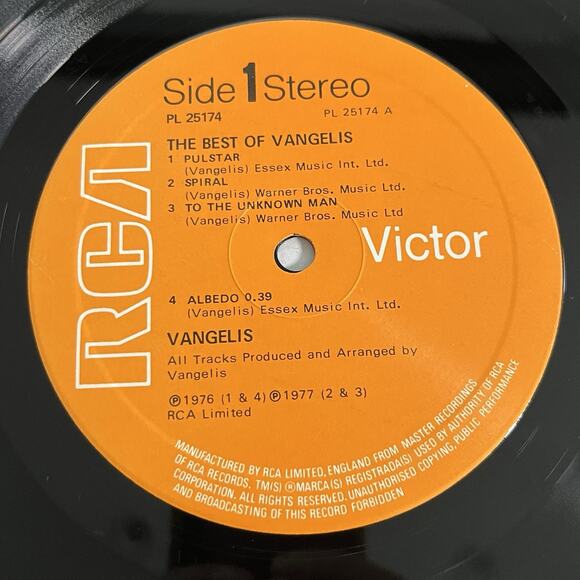 Side 1 Stereo
PL 25174
PL 25174 A
THE BEST OF VANGELIS
1 PULSTAR
(Vangelis) Essex Music Int. Ltd.
2 SPIRAL
(Vangelis) Warner Bros. Music Ltd.
3 TO THE UNKNOWN MAN
(Vangelis) Warner Bros. Music Ltd
RCA
Victor
4 ALBEDO 0.39
(Vangelis) Essex Music Int. Ltd.
VANGELIS
All Tracks Produced and Arranged by
Vangelis
℗1976 (1 & 4) ℗1977 (2 & 3)
RCA Limited
MANUFACTURED BY RCA LIMITED, ENGLAND FROM MASTER RECORDINGS
OF RCA RECORDS, TM(S) ® MARCA(S) REGISTRADA(S) USED BY AUTHORITY OF RCA
CORPORATION. ALL RIGHTS RESERVED. UNAUTHORISED COPYING, PUBLIC PERFORMANCE
AND BROADCASTING OF THIS RECORD FORBIDDEN